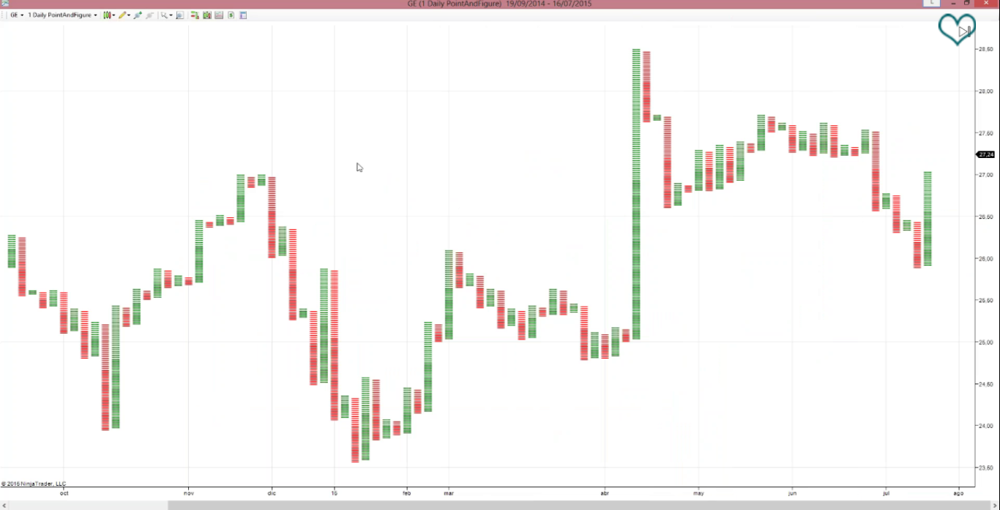 GE (1 Daily PointAndFigure) 19/09/2014 - 16/07/2015
GE 1 Daily PointAndFigure
L
28,50
28,00
27,50
27,24
27,00
26,50
26,00
25,50
25,00
24,50
24,00
23,50
© 2016 NinjaTrader, LLC
oct nov dic 15 feb mar abr may jun jul ago